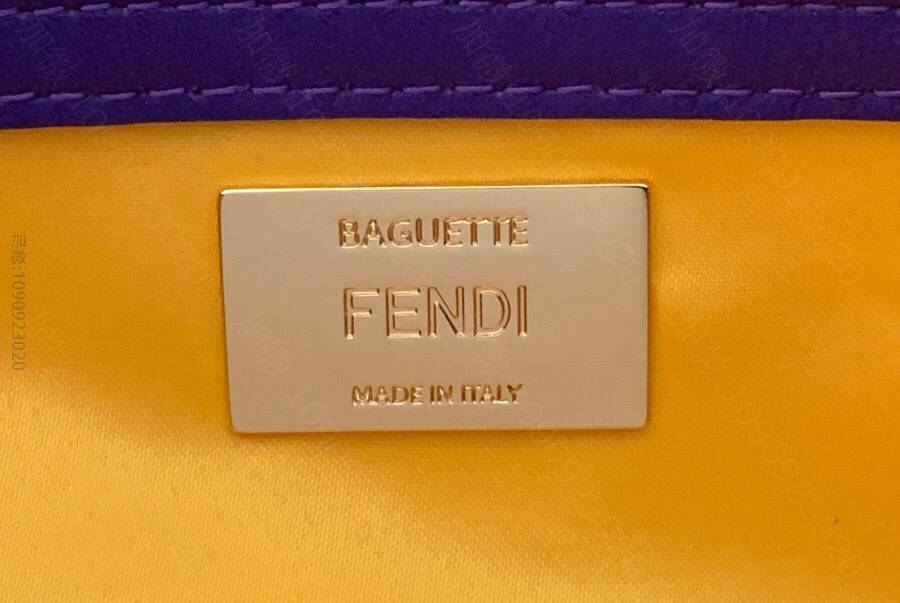 BAGUETTE
FENDI
MADE IN ITALY
加微:1090923020